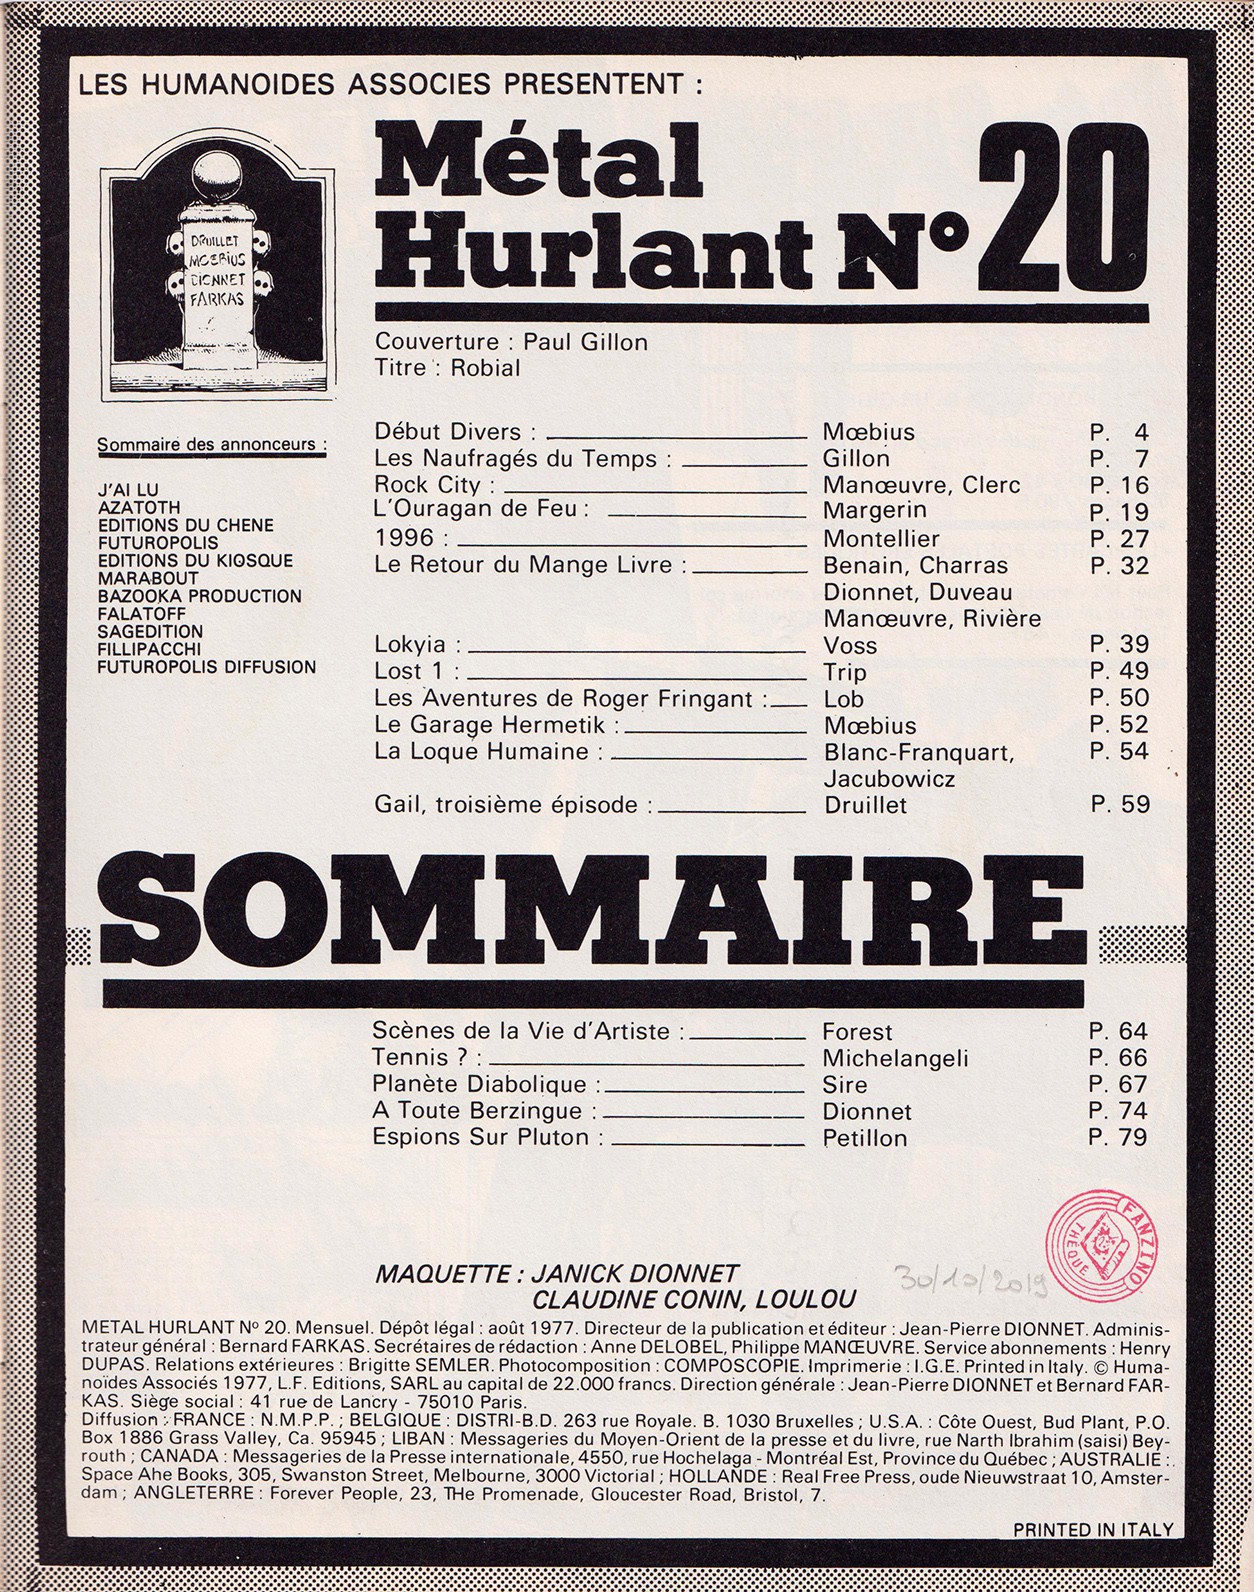 LES HUMANOIDES ASSOCIES PRESENTENT :
Métal
Hurlant N° 20
DRUILLET
MOEBIUS
DIONNET
FARKAS
Couverture : Paul Gillon
Titre : Robial
Sommaire des annonceurs :
J'AI LU
AZATOTH
EDITIONS DU CHENE
FUTUROPOLIS
EDITIONS DU KIOSQUE
MARABOUT
BAZOOKA PRODUCTION
FALATOFF
SAGEDITION
FILLIPACCHI
FUTUROPOLIS DIFFUSION
Début Divers : Mœbius P. 4
Les Naufragés du Temps : Gillon P. 7
Rock City : Manœuvre, Clerc P. 16
L'Ouragan de Feu : Margerin P. 19
1996 : Montellier P. 27
Le Retour du Mange Livre : Benain, Charras P. 32
Dionnet, Duveau
Manœuvre, Rivière
Lokyia : Voss P. 39
Lost 1 : Trip P. 49
Les Aventures de Roger Fringant : Lob P. 50
Le Garage Hermetik : Mœbius P. 52
La Loque Humaine : Blanc-Franquart, P. 54
Jacubowicz
Gail, troisième épisode : Druillet P. 59
SOMMAIRE
Scènes de la Vie d'Artiste : Forest P. 64
Tennis ? : Michelangeli P. 66
Planète Diabolique : Sire P. 67
A Toute Berzingue : Dionnet P. 74
Espions Sur Pluton : Petillon P. 79
FANZINO
THÈQUE
30/10/2019
MAQUETTE : JANICK DIONNET
CLAUDINE CONIN, LOULOU
METAL HURLANT Nº 20. Mensuel. Dépôt légal : août 1977. Directeur de la publication et éditeur : Jean-Pierre DIONNET. Adminis-
trateur général : Bernard FARKAS. Secrétaires de rédaction : Anne DELOBEL, Philippe MANŒUVRE. Service abonnements : Henry
DUPAS. Relations extérieures : Brigitte SEMLER. Photocomposition : COMPOSCOPIE. Imprimerie : I.G.E. Printed in Italy. © Huma-
noïdes Associés 1977, L.F. Editions, SARL au capital de 22.000 francs. Direction générale : Jean-Pierre DIONNET et Bernard FAR-
KAS. Siège social : 41 rue de Lancry - 75010 Paris.
Diffusion : FRANCE : N.M.P.P. ; BELGIQUE : DISTRI-B.D. 263 rue Royale. B. 1030 Bruxelles ; U.S.A. : Côte Ouest, Bud Plant, P.O.
Box 1886 Grass Valley, Ca. 95945 ; LIBAN : Messageries du Moyen-Orient de la presse et du livre, rue Narth Ibrahim (saisi) Bey-
routh ; CANADA : Messageries de la Presse internationale, 4550, rue Hochelaga - Montréal Est, Province du Québec ; AUSTRALIE :
Space Ahe Books, 305, Swanston Street, Melbourne, 3000 Victorial ; HOLLANDE : Real Free Press, oude Nieuwstraat 10, Amster-
dam ; ANGLETERRE : Forever People, 23, THe Promenade, Gloucester Road, Bristol, 7.
PRINTED IN ITALY